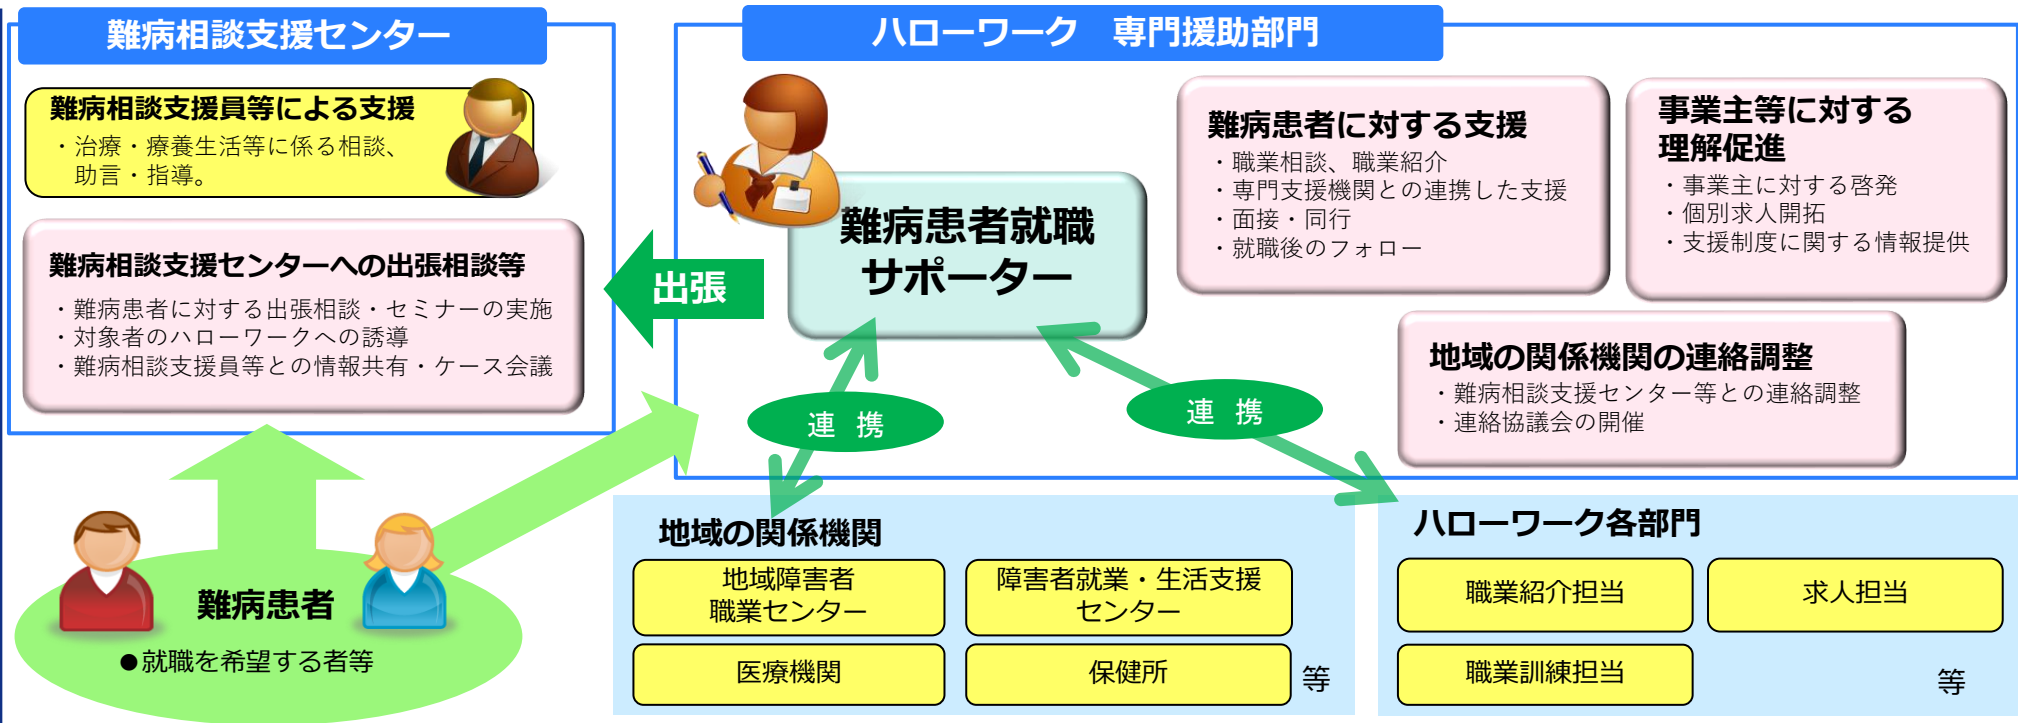 難病相談支援センター
難病相談支援員等による支援
・治療・療養生活等に係る相談、
助言・指導。
難病相談支援センターへの出張相談等
・難病患者に対する出張相談・セミナーの実施
・対象者のハローワークへの誘導
・難病相談支援員等との情報共有・ケース会議
出張
ハローワーク　専門援助部門
難病患者就職
サポーター
難病患者に対する支援
・職業相談、職業紹介
・専門支援機関との連携した支援
・面接・同行
・就職後のフォロー
事業主等に対する
理解促進
・事業主に対する啓発
・個別求人開拓
・支援制度に関する情報提供
地域の関係機関の連絡調整
・難病相談支援センター等との連絡調整
・連絡協議会の開催
連 携
連 携
難病患者
●就職を希望する者等
地域の関係機関
地域障害者
職業センター
障害者就業・生活支援
センター
医療機関
保健所
等
ハローワーク各部門
職業紹介担当
求人担当
職業訓練担当
等